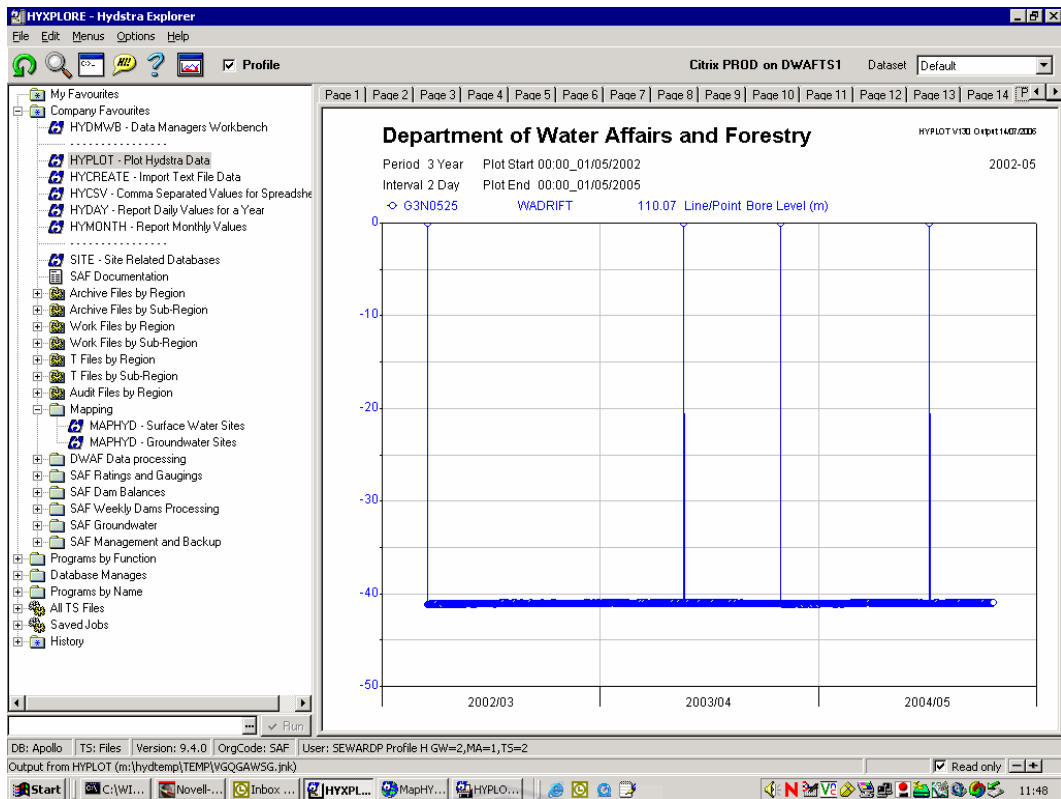 HYXPLORE - Hydstra Explorer
File Edit Menus Options Help
Hi!! ? Profile Citrix PROD on DWAFTS1 Dataset Default
My Favourites
Company Favourites
HYDMWB - Data Managers Workbench
HYPLOT - Plot Hydstra Data
HYCREATE - Import Text File Data
HYCSV - Comma Separated Values for Spreadshe
HYDAY - Report Daily Values for a Year
HYMONTH - Report Monthly Values
SITE - Site Related Databases
SAF Documentation
Archive Files by Region
Archive Files by Sub-Region
Work Files by Region
Work Files by Sub-Region
T Files by Region
T Files by Sub-Region
Audit Files by Region
Mapping
MAPHYD - Surface Water Sites
MAPHYD - Groundwater Sites
DWAF Data processing
SAF Ratings and Gaugings
SAF Dam Balances
SAF Weekly Dams Processing
SAF Groundwater
SAF Management and Backup
Programs by Function
Database Manages
Programs by Name
All TS Files
Saved Jobs
History
Run
Page 1 Page 2 Page 3 Page 4 Page 5 Page 6 Page 7 Page 8 Page 9 Page 10 Page 11 Page 12 Page 13 Page 14 P
Department of Water Affairs and Forestry HYPLOT V130 Output 14/07/2006
Period 3 Year Plot Start 00:00_01/05/2002 2002-05
Interval 2 Day Plot End 00:00_01/05/2005
G3N0525 WADRIFT 110.07 Line/Point Bore Level (m)
0
-10
-20
-30
-40
-50
2002/03 2003/04 2004/05
DB: Apollo TS: Files Version: 9.4.0 OrgCode: SAF User: SEWARDP Profile H GW=2,MA=1,TS=2
Output from HYPLOT (m:\hydtemp\TEMP\VGQGAWSG.jnk) Read only
Start C:\WI... Novell-... Inbox ... HYXPL... MapHY... HYPLO... 11:48